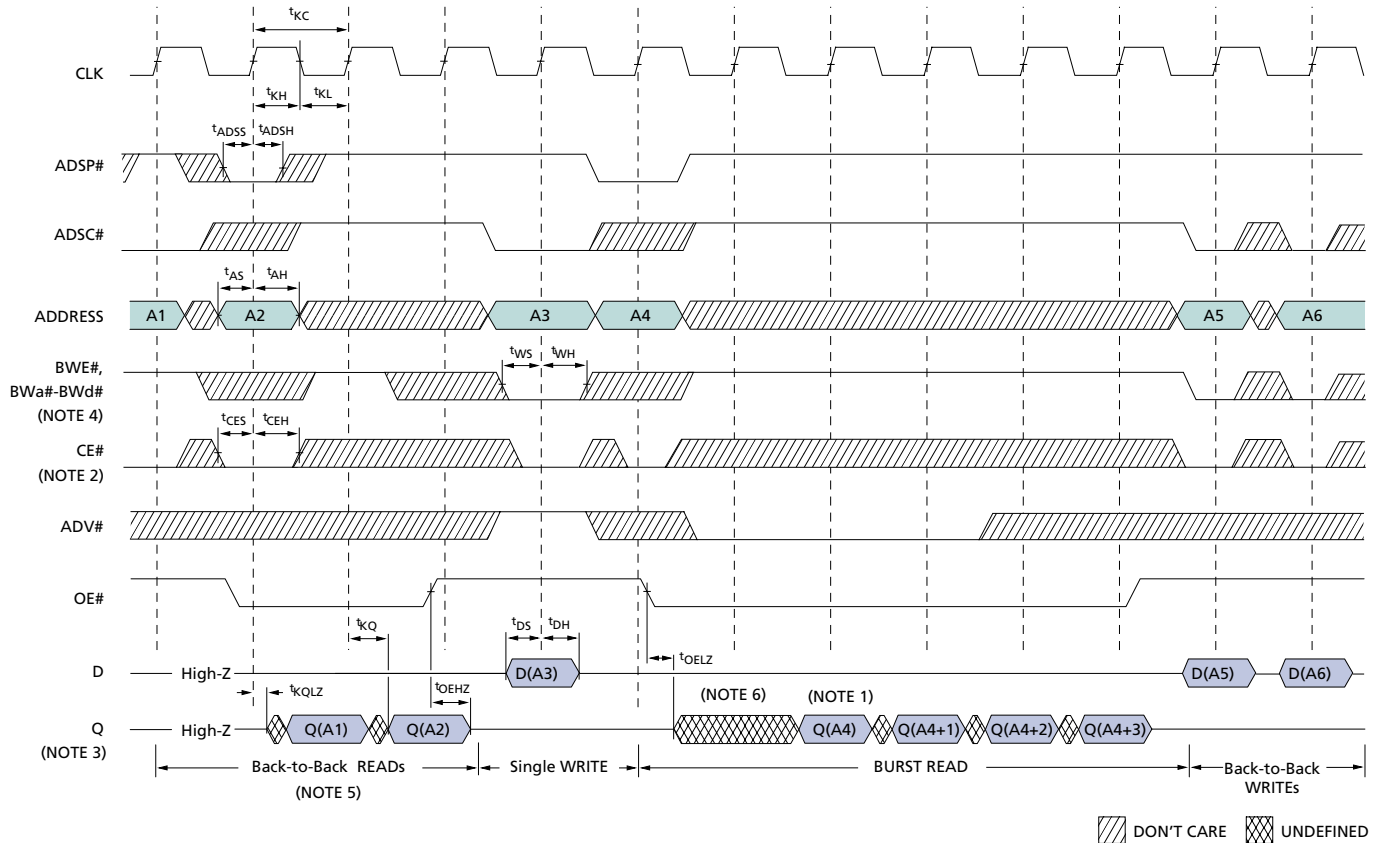 tKC
CLK
tKH tKL
tADSS tADSH
ADSP#
ADSC#
tAS tAH
ADDRESS A1 A2 A3 A4 A5 A6
BWE#,
BWa#-BWd#
(NOTE 4)
tWS tWH
tCES tCEH
CE#
(NOTE 2)
ADV#
OE#
tKQ tDS tDH
D High-Z D(A3) D(A5) D(A6)
tOELZ
tKQLZ tOEHZ
(NOTE 6) (NOTE 1)
Q High-Z Q(A1) Q(A2) Q(A4) Q(A4+1) Q(A4+2) Q(A4+3)
(NOTE 3)
Back-to-Back READs Single WRITE BURST READ Back-to-Back
WRITEs
(NOTE 5)
DON'T CARE UNDEFINED